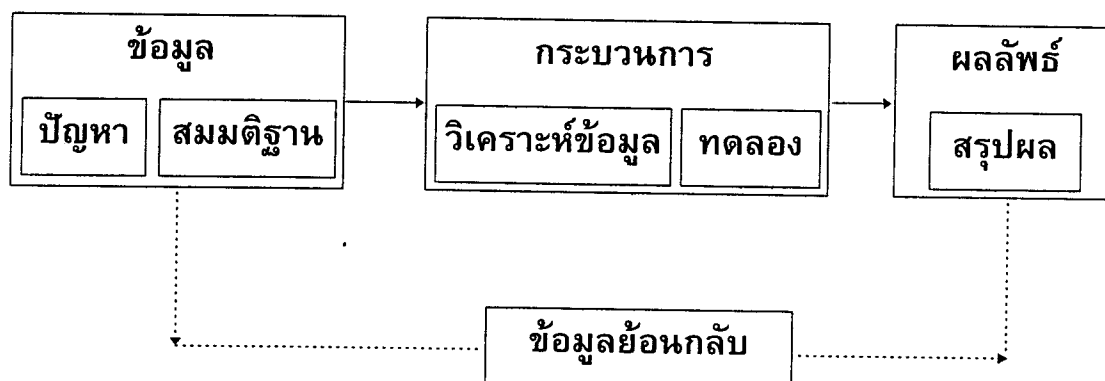 ข้อมูล
ปัญหา
สมมติฐาน
กระบวนการ
วิเคราะห์ข้อมูล
ทดลอง
ผลลัพธ์
สรุปผล
ข้อมูลย้อนกลับ